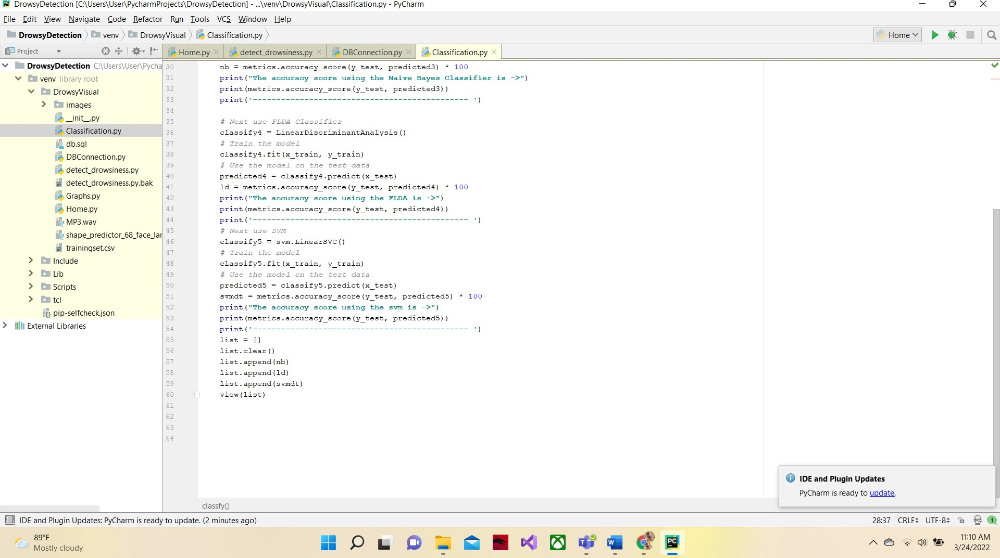 DrowsyDetection [C:\Users\User\PycharmProjects\DrowsyDetection] - ...\venv\DrowsyVisual\Classification.py - PyCharm
File Edit View Navigate Code Refactor Run Tools VCS Window Help
DrowsyDetection venv DrowsyVisual Classification.py Home
Project
Home.py detect_drowsiness.py DBConnection.py Classification.py
DrowsyDetection C:\Users\User\Pycha
venv library root
DrowsyVisual
images
__init__.py
Classification.py
db.sql
DBConnection.py
detect_drowsiness.py
detect_drowsiness.py.bak
Graphs.py
Home.py
MP3.wav
shape_predictor_68_face_lar
trainingset.csv
Include
Lib
Scripts
tcl
pip-selfcheck.json
External Libraries
30 nb = metrics.accuracy_score(y_test, predicted3) * 100
31 print("The accuracy score using the Naive Bayes Classifier is ->")
32 print(metrics.accuracy_score(y_test, predicted3))
33 print('---------------------------------------------- ')
34
35 # Next use FLDA Classifier
36 classify4 = LinearDiscriminantAnalysis()
37 # Train the model
38 classify4.fit(x_train, y_train)
39 # Use the model on the test data
40 predicted4 = classify4.predict(x_test)
41 ld = metrics.accuracy_score(y_test, predicted4) * 100
42 print("The accuracy score using the FLDA is ->")
43 print(metrics.accuracy_score(y_test, predicted4))
44 print('---------------------------------------------- ')
45 # Next use SVM
46 classify5 = svm.LinearSVC()
47 # Train the model
48 classify5.fit(x_train, y_train)
49 # Use the model on the test data
50 predicted5 = classify5.predict(x_test)
51 svmdt = metrics.accuracy_score(y_test, predicted5) * 100
52 print("The accuracy score using the svm is ->")
53 print(metrics.accuracy_score(y_test, predicted5))
54 print('---------------------------------------------- ')
55 list = []
56 list.clear()
57 list.append(nb)
58 list.append(ld)
59 list.append(svmdt)
60 view(list)
61
62
63
64
classfy()
IDE and Plugin Updates
PyCharm is ready to update.
IDE and Plugin Updates: PyCharm is ready to update. (2 minutes ago) 28:37 CRLF UTF-8 1
89°F
Mostly cloudy
11:10 AM
3/24/2022